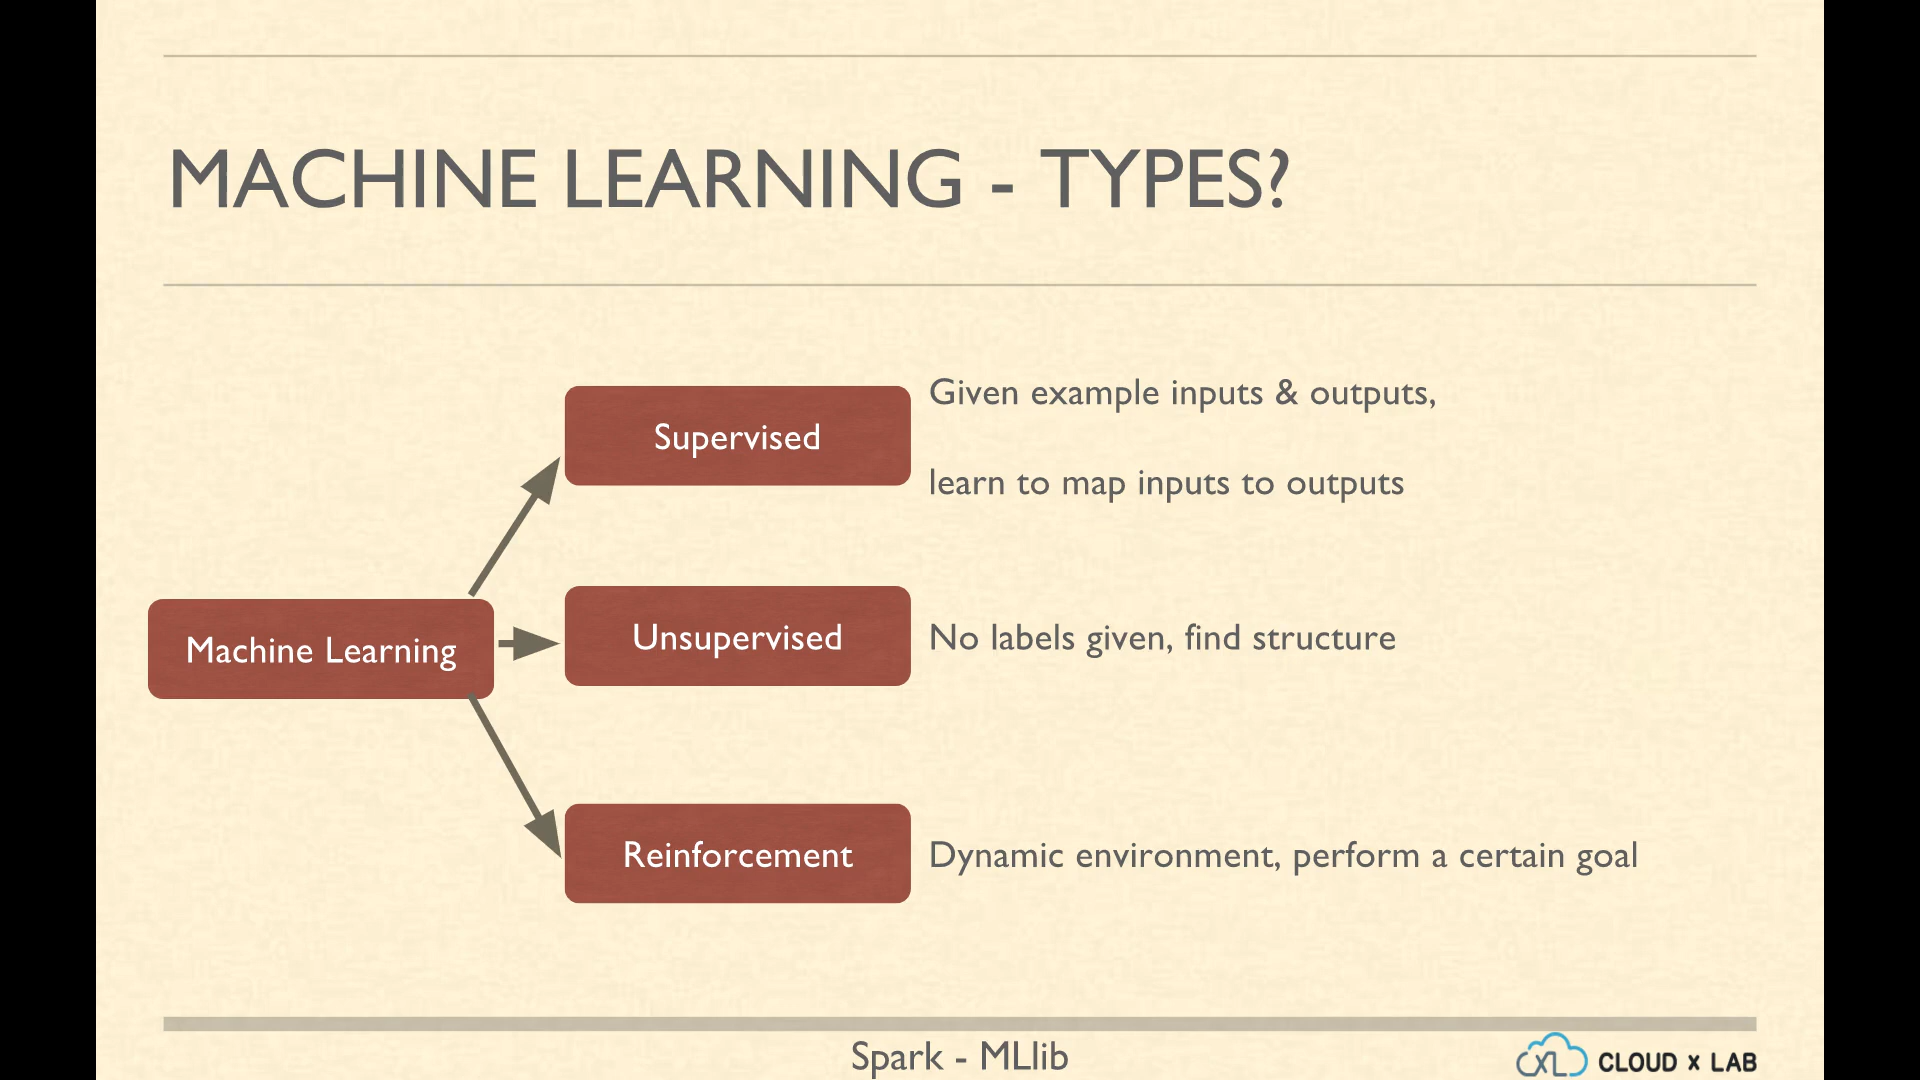 MACHINE LEARNING - TYPES?
Given example inputs & outputs,
Supervised
learn to map inputs to outputs
Machine Learning
Unsupervised
No labels given, find structure
Reinforcement
Dynamic environment, perform a certain goal
Spark - MLlib
CXL CLOUD x LAB